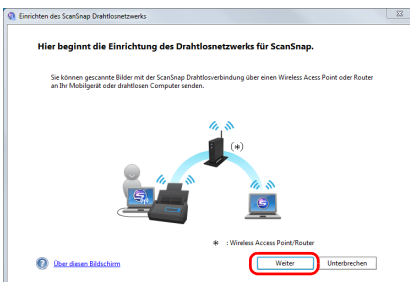 Einrichten des ScanSnap Drahtlosnetzwerks
Hier beginnt die Einrichtung des Drahtlosnetzwerks für ScanSnap.
Sie können gescannte Bilder mit der ScanSnap Drahtlosverbindung über einen Wireless Acess Point oder Router
an Ihr Mobilgerät oder drahtlosen Computer senden.
(*)
* : Wireless Access Point/Router
Über diesen Bildschirm
Weiter
Unterbrechen